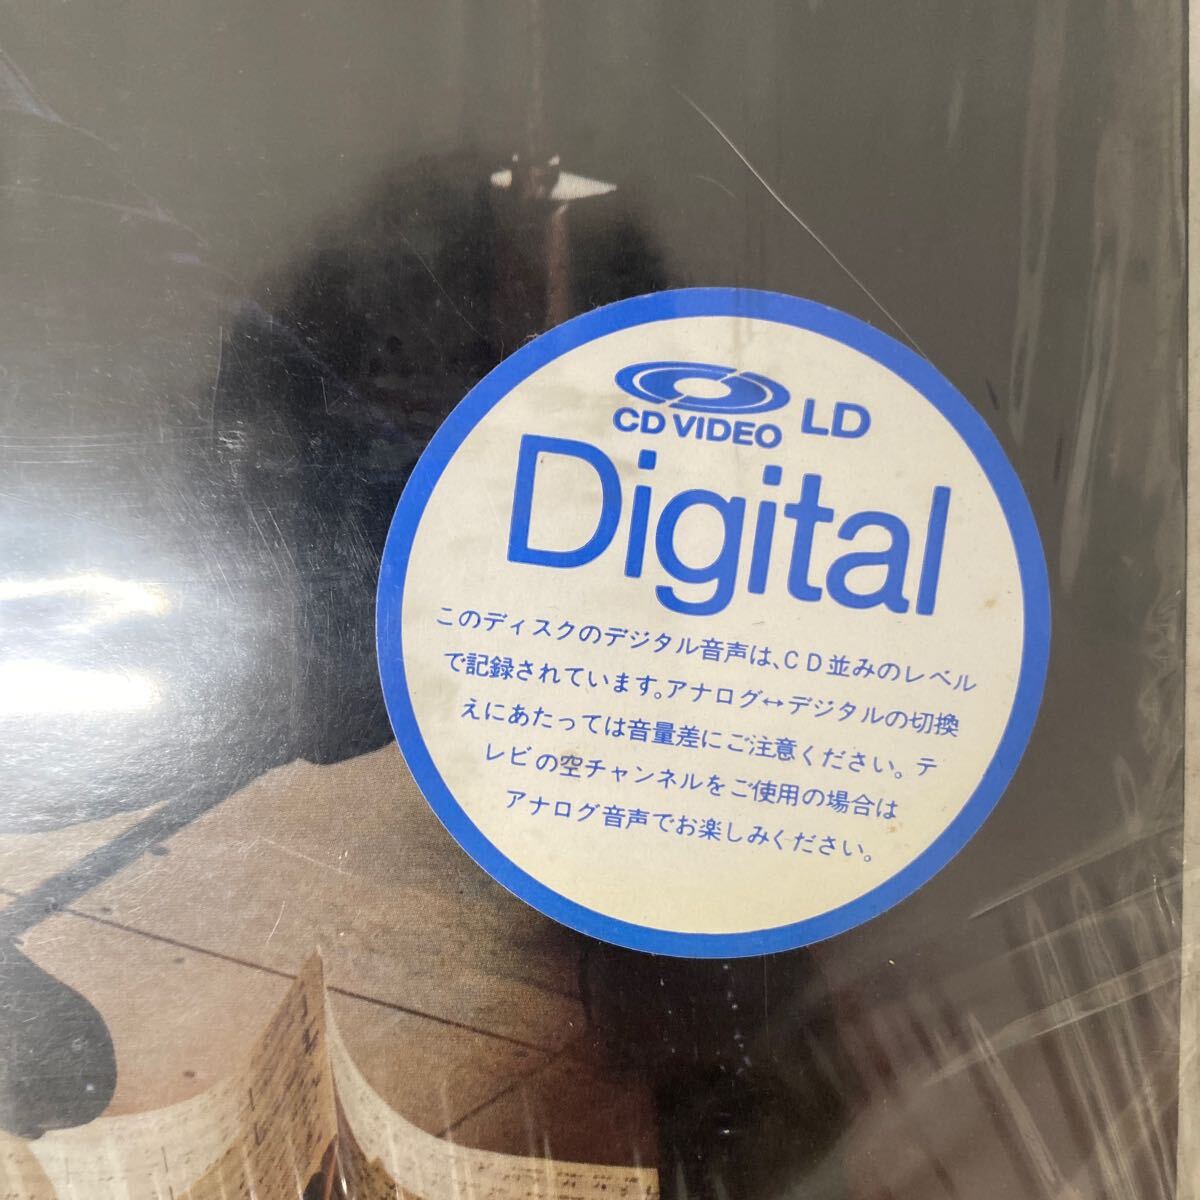 CD VIDEO LD
Digital
このディスクのデジタル音声は、CD並みのレベル
で記録されています。アナログ↔デジタルの切換
えにあたっては音量差にご注意ください。テ
レビの空チャンネルをご使用の場合は
アナログ音声でお楽しみください。